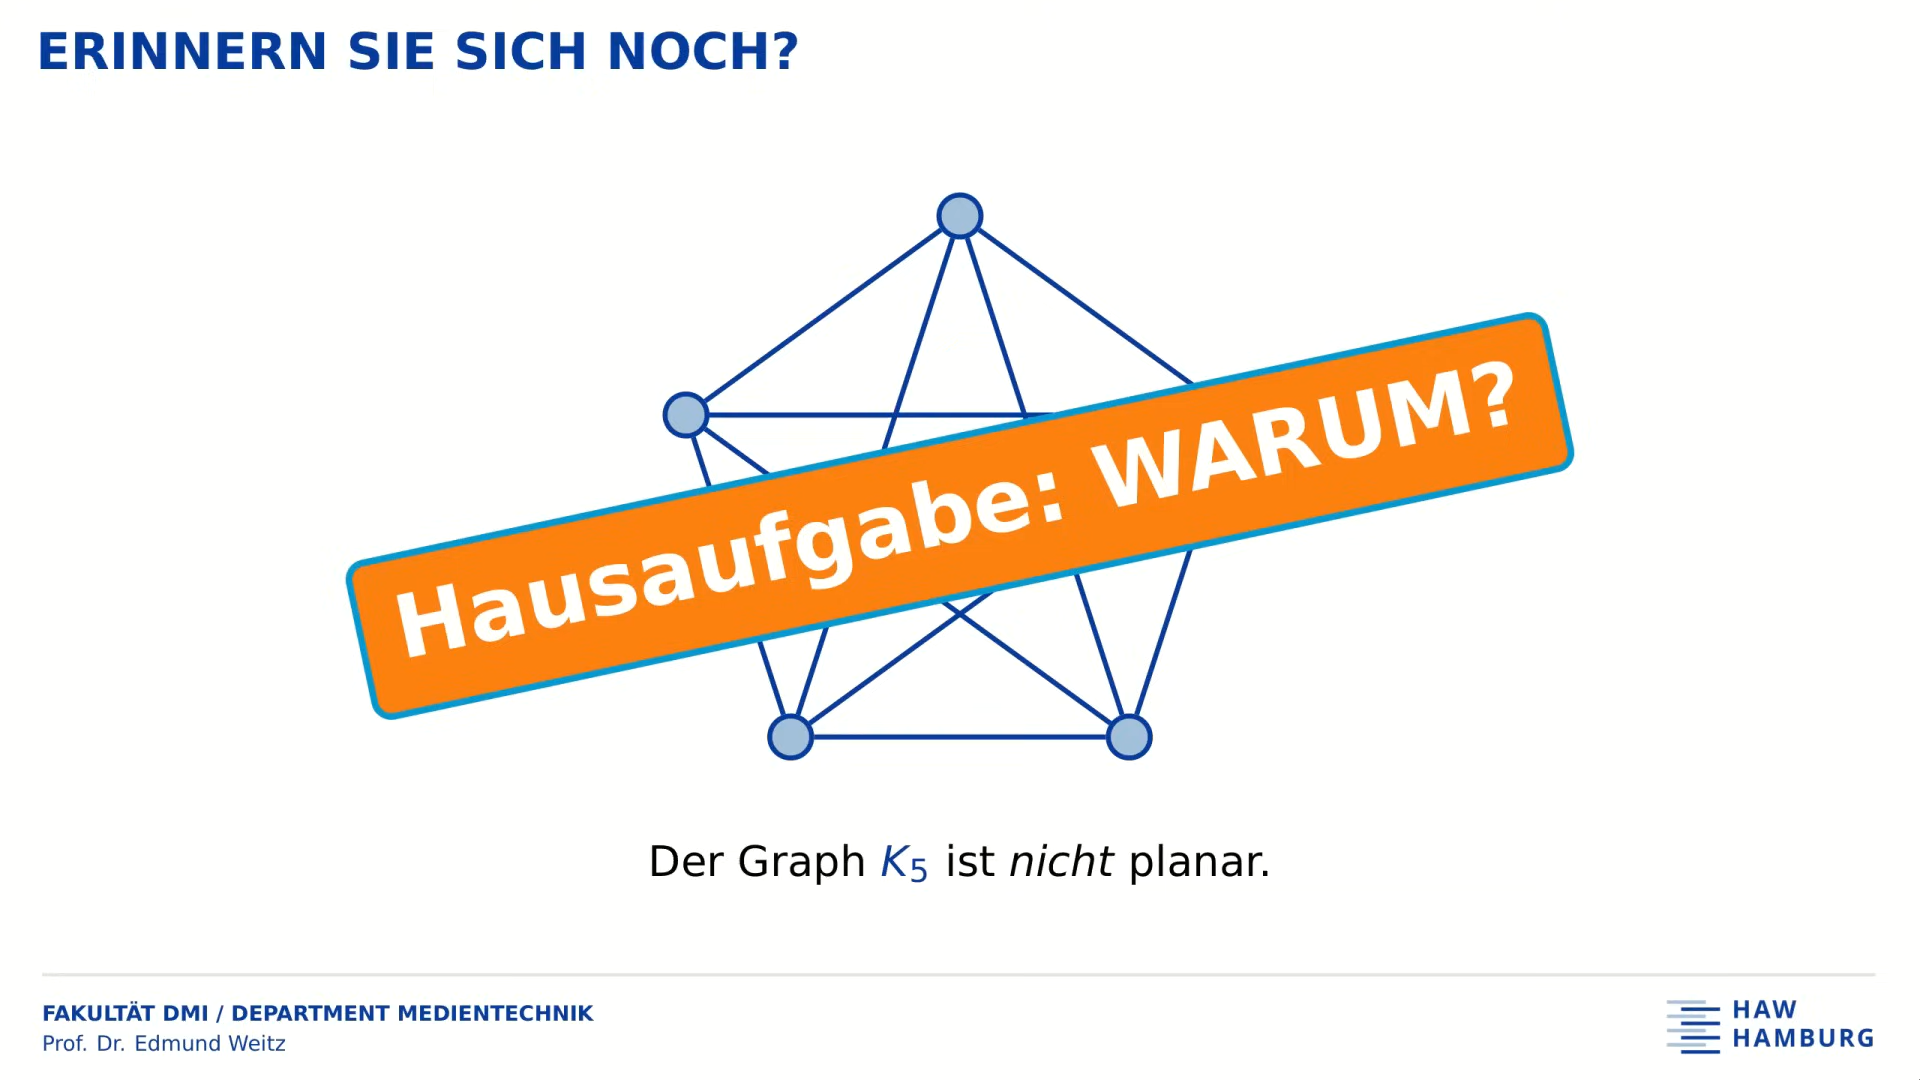 ERINNERN SIE SICH NOCH?
Hausaufgabe: WARUM?
Der Graph K5 ist nicht planar.
FAKULTÄT DMI / DEPARTMENT MEDIENTECHNIK
Prof. Dr. Edmund Weitz
HAW
HAMBURG